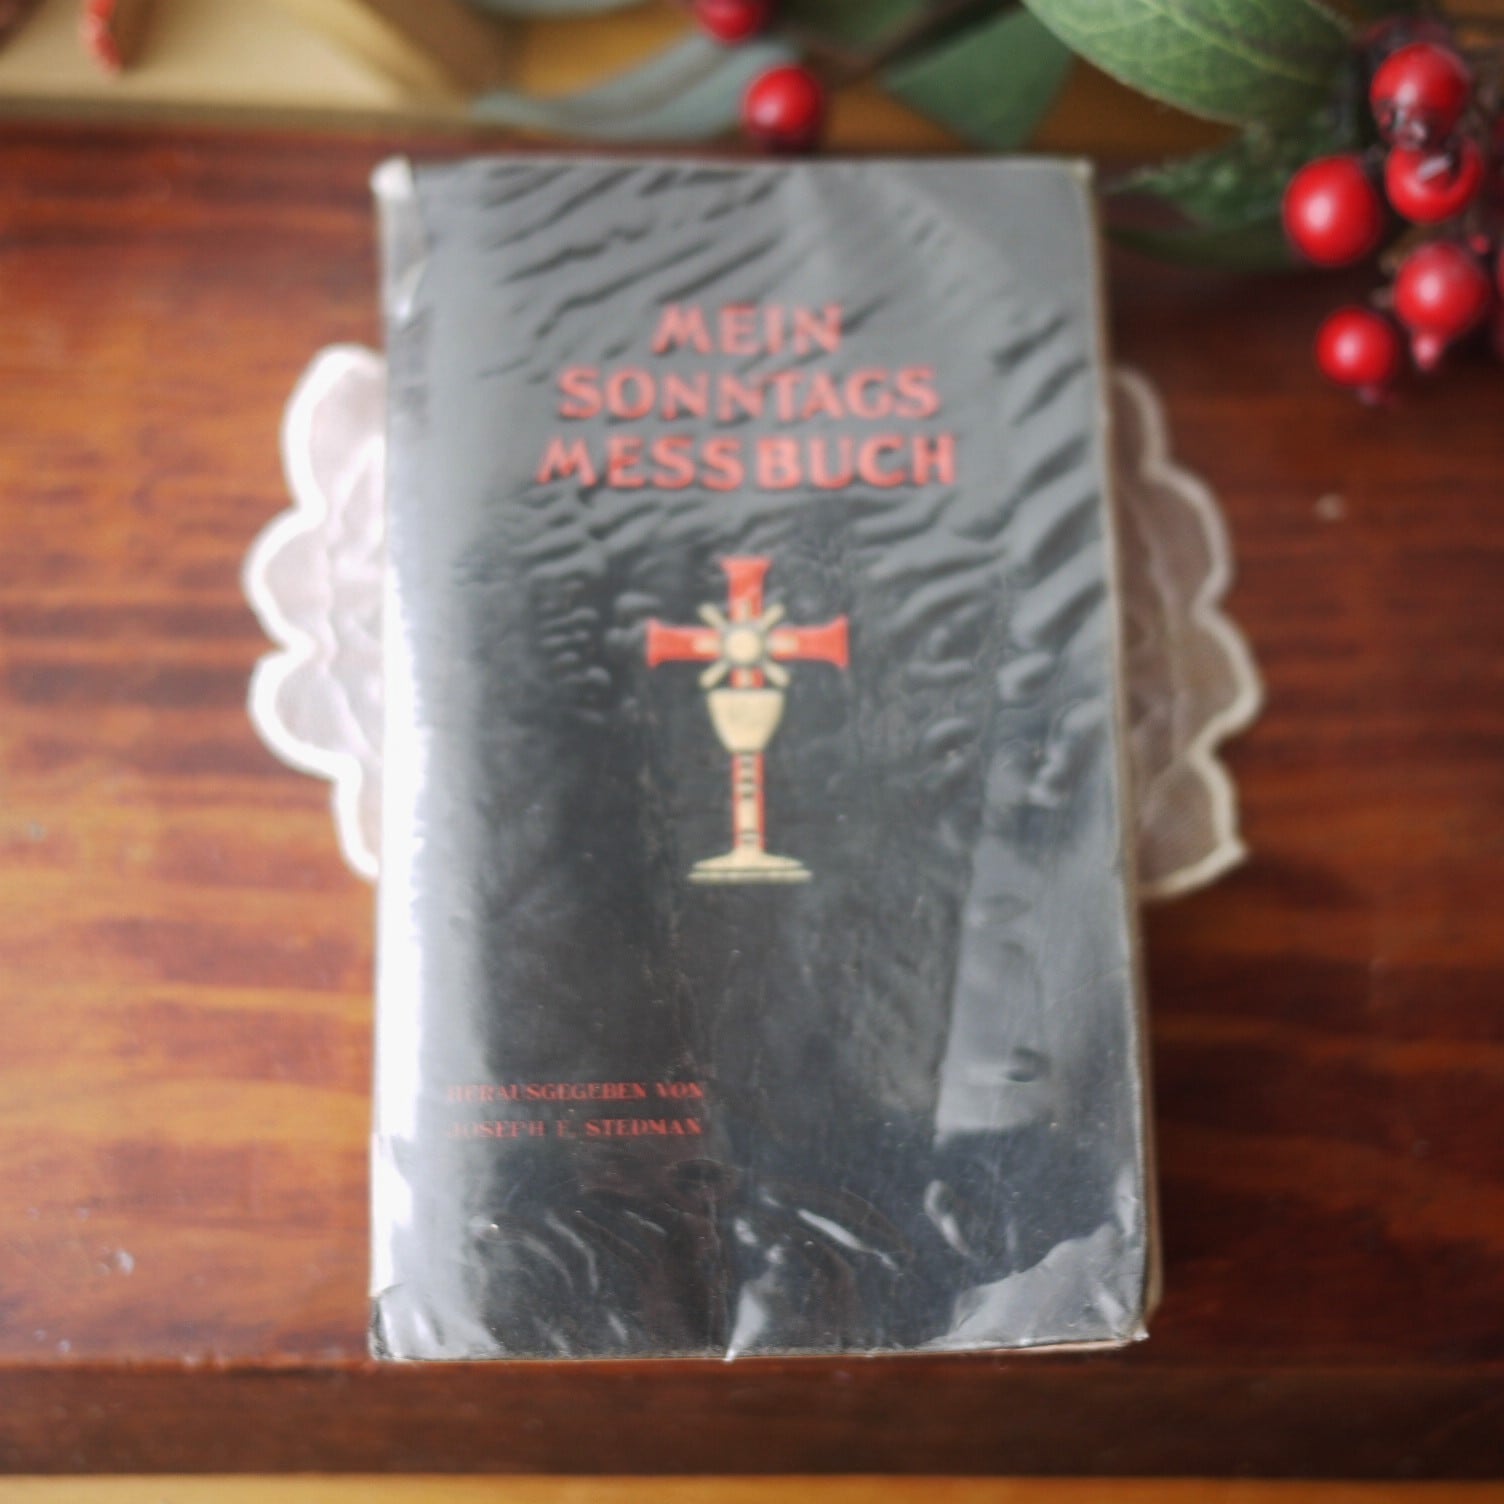 MEIN
SONNTAGS
MESSBUCH
HERAUSGEGEBEN VON
JOSEPH F. STEDMAN